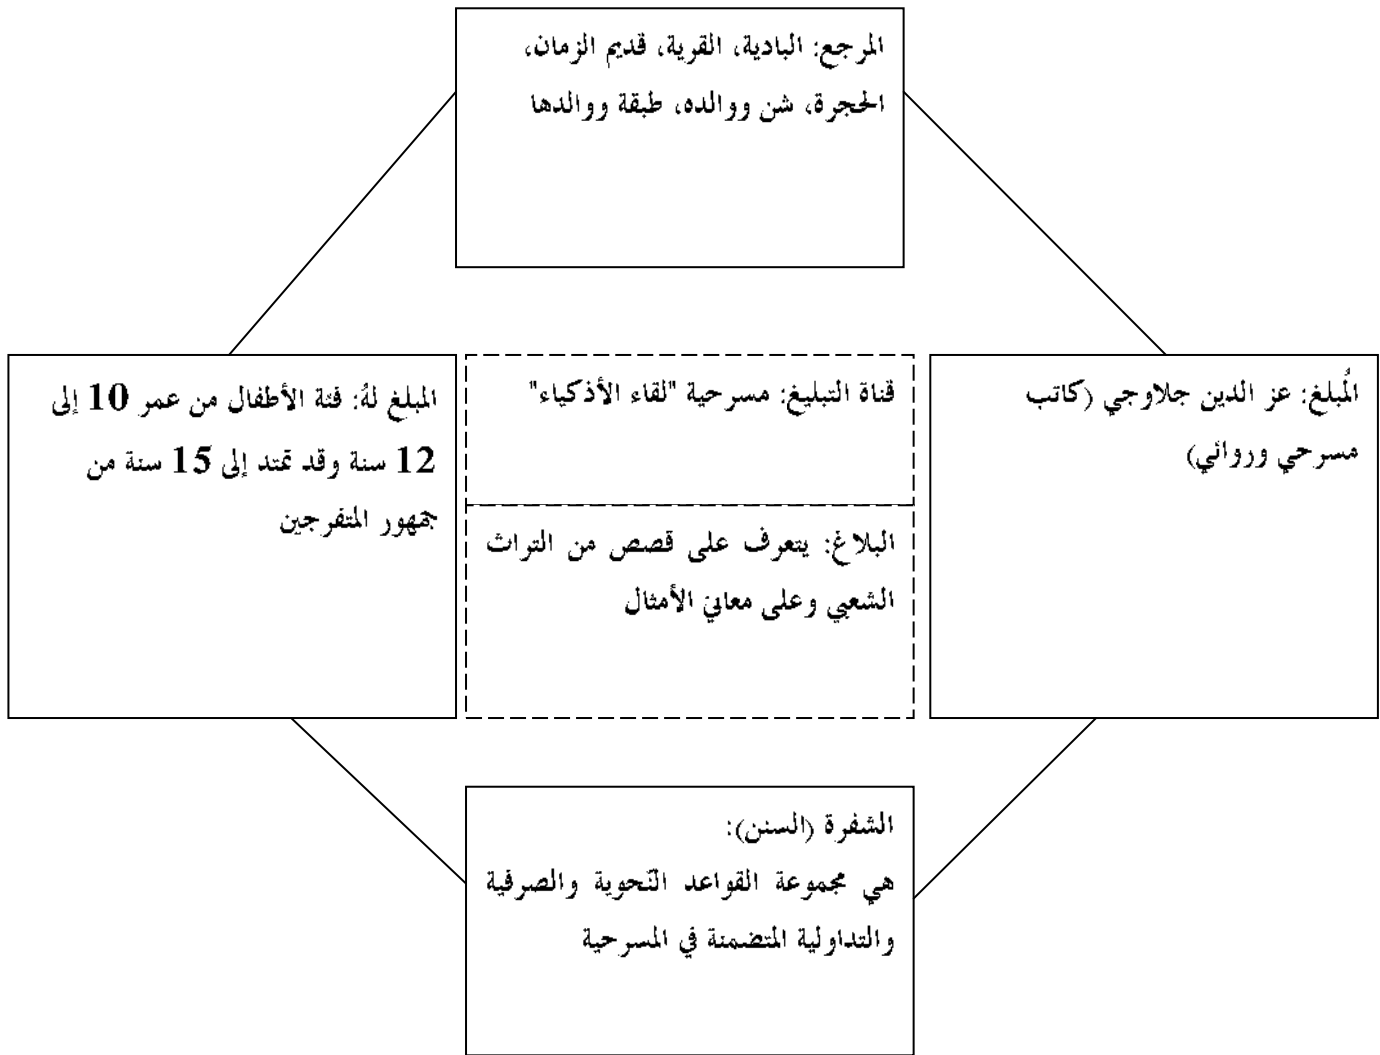 المرجع: البادية، القرية، قديم الزمان،
الحجرة، شن ووالده، طبقة ووالدها
المُبلغ: عز الدين جلاوجي (كاتب
مسرحي وروائي)
قناة التبليغ: مسرحية "لقاء الأذكياء"
البلاغ: يتعرف على قصص من التراث
الشعبي وعلى معاني الأمثال
المبلغ لهُ: فئة الأطفال من عمر 10 إلى
12 سنة وقد تمتد إلى 15 سنة من
جمهور المتفرجين
الشفرة (السنن):
هي مجموعة القواعد النّحوية والصرفية
والتداولية المتضمنة في المسرحية